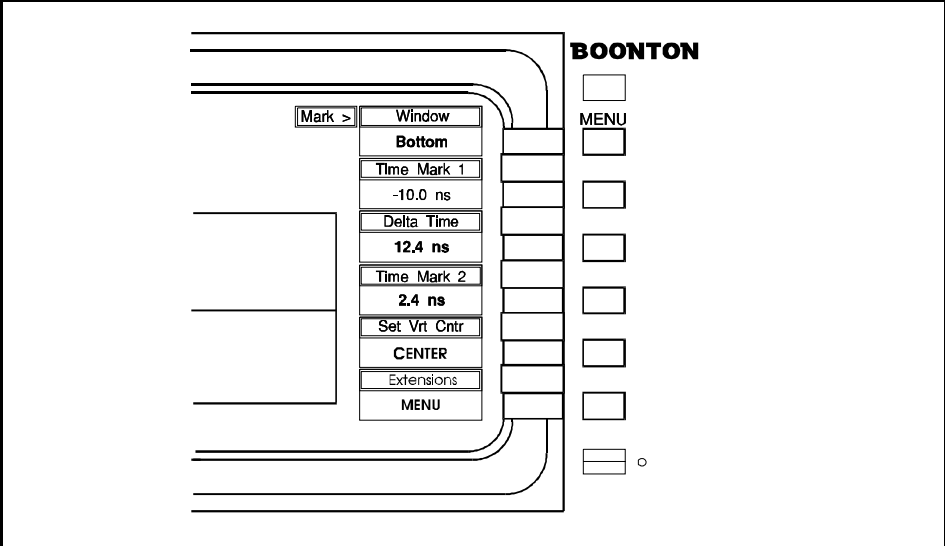 BOONTON
MENU
Mark >
Window
Bottom
Time Mark 1
-10.0 ns
Delta Time
12.4 ns
Time Mark 2
2.4 ns
Set Vrt Cntr
CENTER
Extensions
MENU